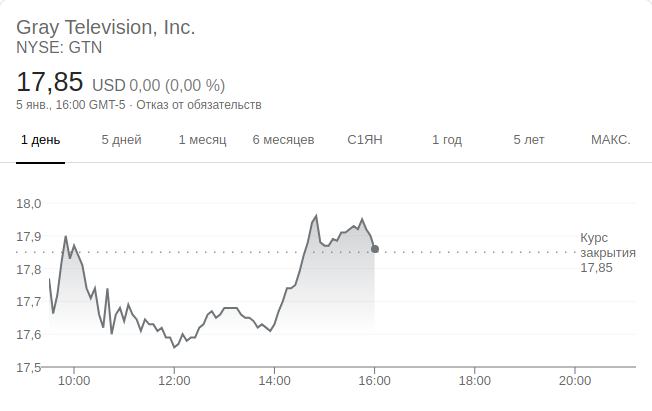 Gray Television, Inc.
NYSE: GTN
17,85 USD 0,00 (0,00 %)
5 янв., 16:00 GMT-5 · Отказ от обязательств
1 день 5 дней 1 месяц 6 месяцев С1ЯН 1 год 5 лет МАКС.
18,0
17,9
17,8
17,7
17,6
17,5
Курс
закрытия
17,85
10:00 12:00 14:00 16:00 18:00 20:00